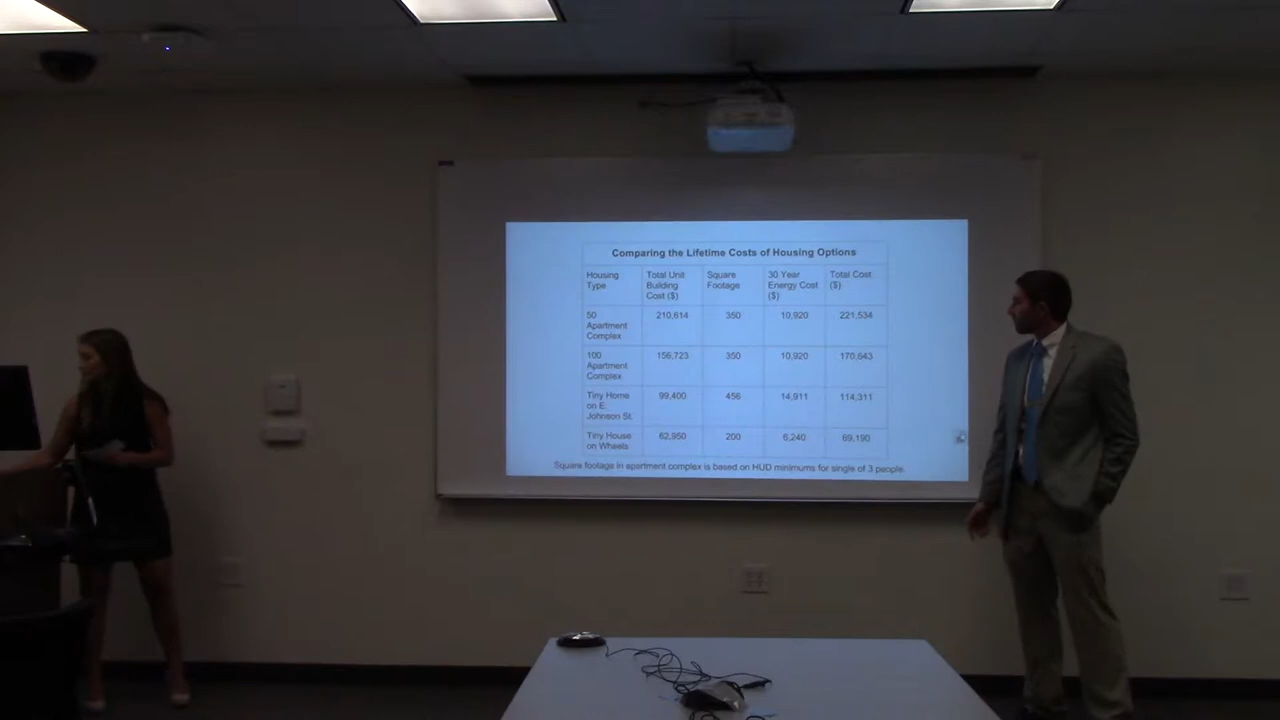 Comparing the Lifetime Costs of Housing Options
Housing Type | Total Unit Building Cost ($) | Square Footage | 30 Year Energy Cost ($) | Total Cost ($)
50 Apartment Complex | 210,614 | 350 | 10,920 | 221,534
100 Apartment Complex | 156,723 | 350 | 10,920 | 170,643
Tiny Home on E. Johnson St. | 99,400 | 456 | 14,911 | 114,311
Tiny House on Wheels | 62,950 | 200 | 6,240 | 69,190
Square footage in apartment complex is based on HUD minimums for single of 3 people.